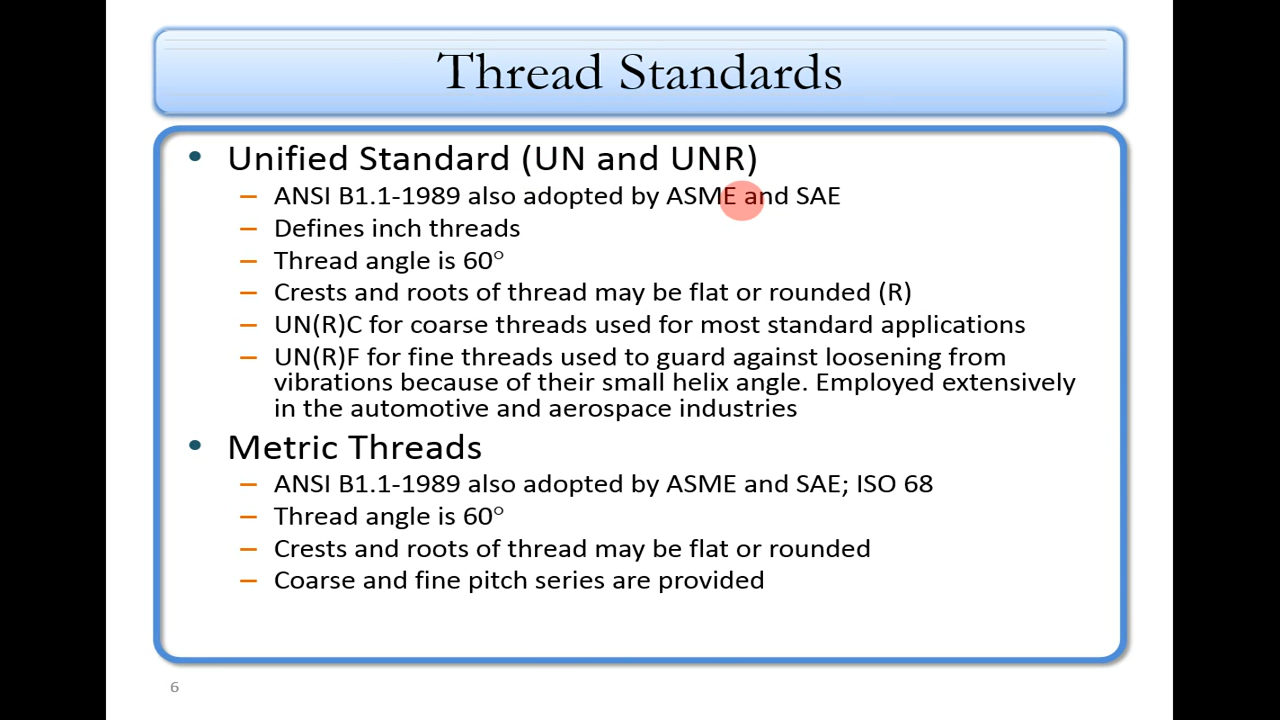 Thread Standards
• Unified Standard (UN and UNR)
– ANSI B1.1-1989 also adopted by ASME and SAE
– Defines inch threads
– Thread angle is 60°
– Crests and roots of thread may be flat or rounded (R)
– UN(R)C for coarse threads used for most standard applications
– UN(R)F for fine threads used to guard against loosening from
vibrations because of their small helix angle. Employed extensively
in the automotive and aerospace industries
• Metric Threads
– ANSI B1.1-1989 also adopted by ASME and SAE; ISO 68
– Thread angle is 60°
– Crests and roots of thread may be flat or rounded
– Coarse and fine pitch series are provided
6